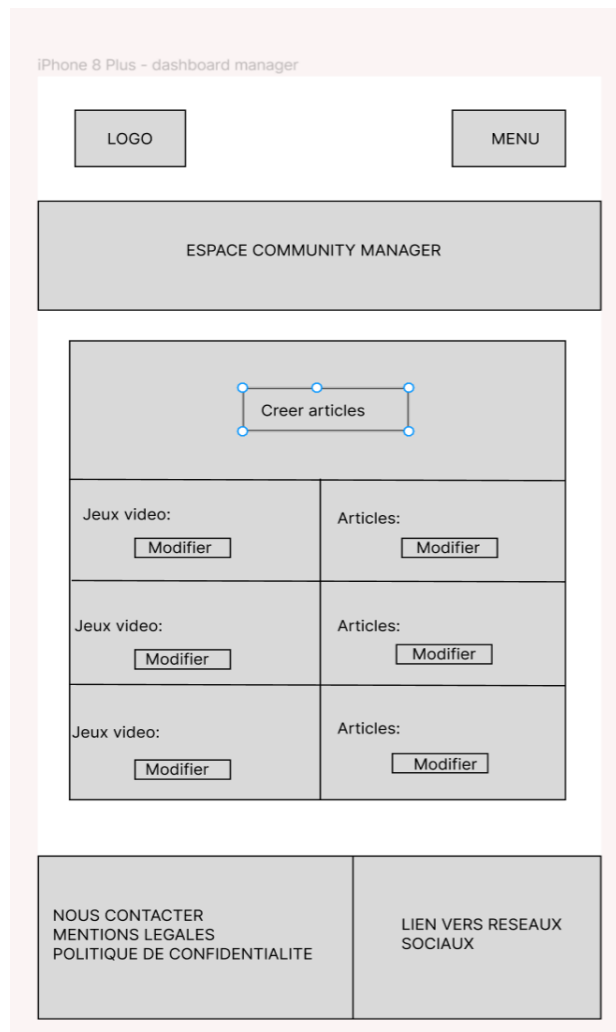 iPhone 8 Plus - dashboard manager
LOGO
MENU
ESPACE COMMUNITY MANAGER
Creer articles
Jeux video:
Modifier
Articles:
Modifier
Jeux video:
Modifier
Articles:
Modifier
Jeux video:
Modifier
Articles:
Modifier
NOUS CONTACTER
MENTIONS LEGALES
POLITIQUE DE CONFIDENTIALITE
LIEN VERS RESEAUX
SOCIAUX